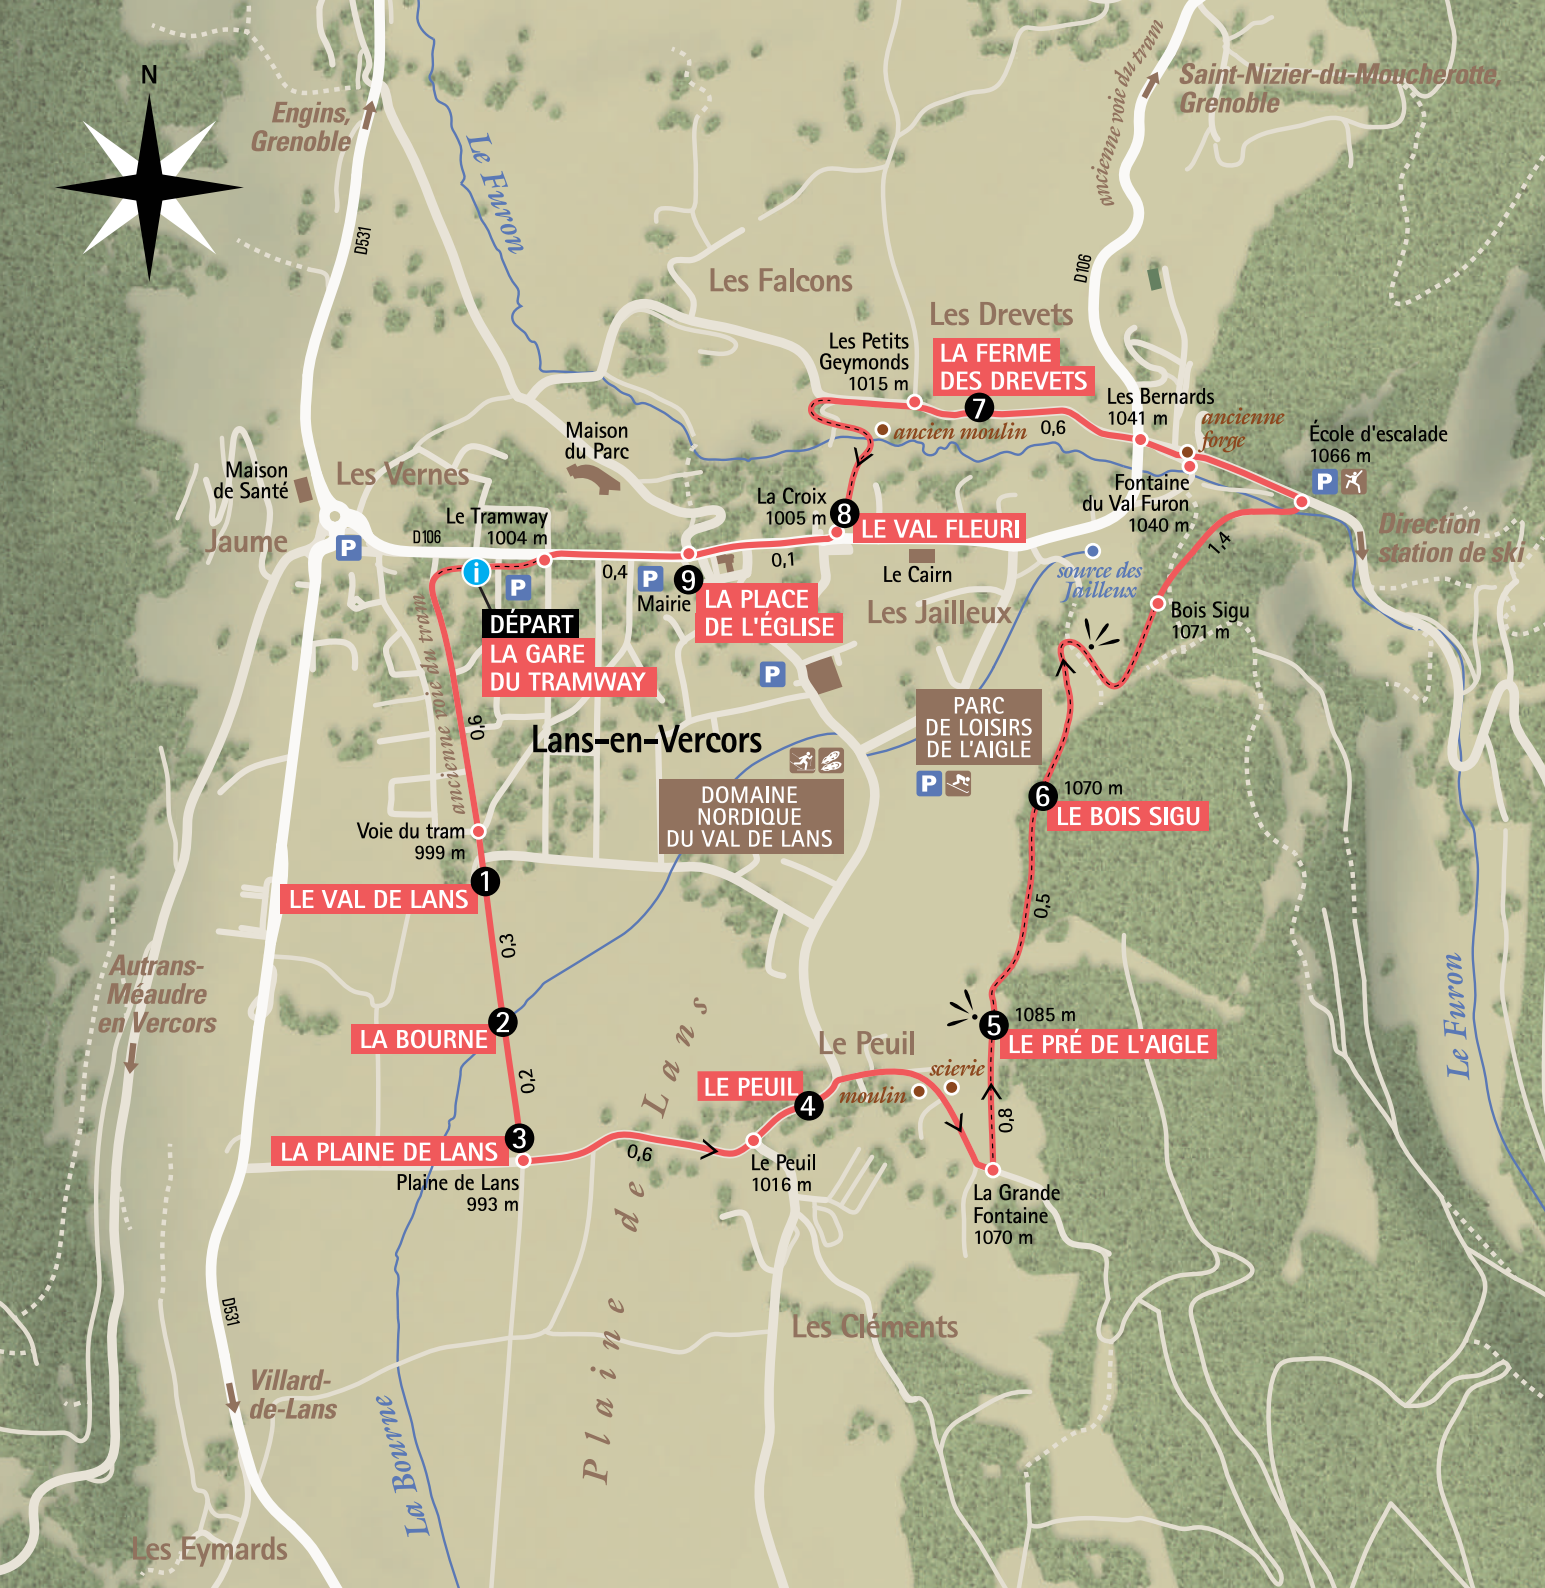 N
Engins,
Grenoble
D531
Le Furon
ancienne voie du tram
Saint-Nizier-du-Moucherotte,
Grenoble
D106
Les Falcons
Les Drevets
Les Petits
Geymonds
1015 m
LA FERME
DES DREVETS
7
0,6
Les Bernards
1041 m
ancienne
forge
ancien moulin
École d'escalade
1066 m
P
Maison
du Parc
Maison
de Santé
Les Vernes
Jaume
P
D106
Le Tramway
1004 m
La Croix
1005 m
8
LE VAL FLEURI
Fontaine
du Val Furon
1040 m
Direction
station de ski
1,4
i
P
0,4
P
Mairie
9
0,1
LA PLACE
DE L'ÉGLISE
Le Cairn
Les Jailleux
source des
Jailleux
Bois Sigu
1071 m
DÉPART
LA GARE
DU TRAMWAY
ancienne voie du tram
0,6
P
Lans-en-Vercors
PARC
DE LOISIRS
DE L'AIGLE
P
DOMAINE
NORDIQUE
DU VAL DE LANS
6
1070 m
LE BOIS SIGU
Voie du tram
999 m
1
LE VAL DE LANS
0,3
0,5
Autrans-
Méaudre
en Vercors
2
LA BOURNE
0,2
Plaine de Lans
Le Peuil
5
1085 m
LE PRÉ DE L'AIGLE
scierie
moulin
LE PEUIL
4
0,8
Le Furon
3
LA PLAINE DE LANS
0,6
Plaine de Lans
993 m
Le Peuil
1016 m
La Grande
Fontaine
1070 m
D531
Les Cléments
Villard-
de-Lans
La Bourne
Les Eymards